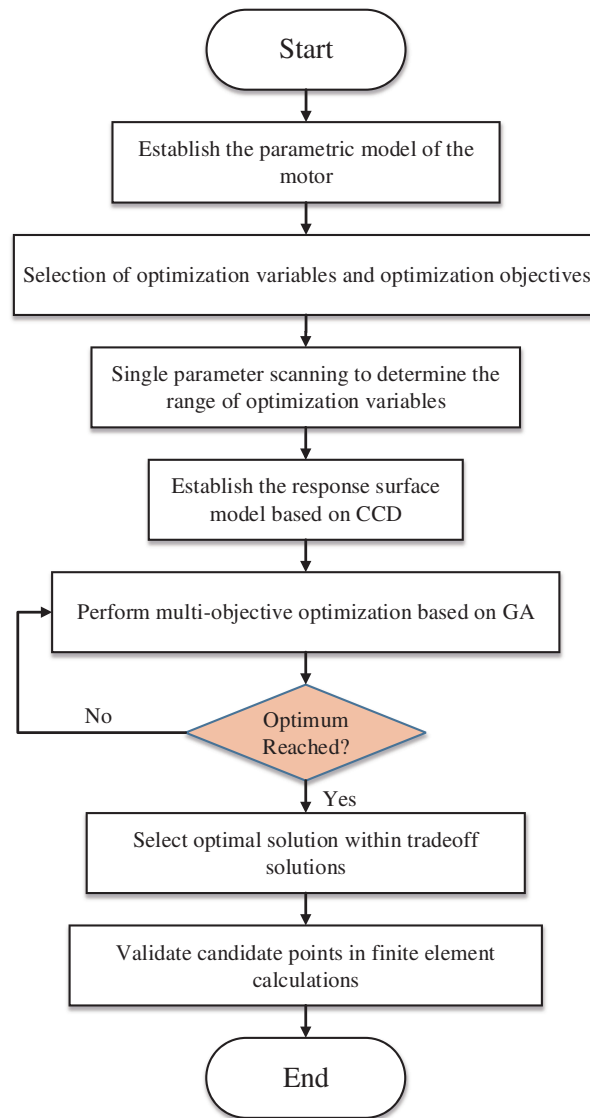 Start
Establish the parametric model of the
motor
Selection of optimization variables and optimization objectives
Single parameter scanning to determine the
range of optimization variables
Establish the response surface
model based on CCD
Perform multi-objective optimization based on GA
No
Optimum
Reached?
Yes
Select optimal solution within tradeoff
solutions
Validate candidate points in finite element
calculations
End